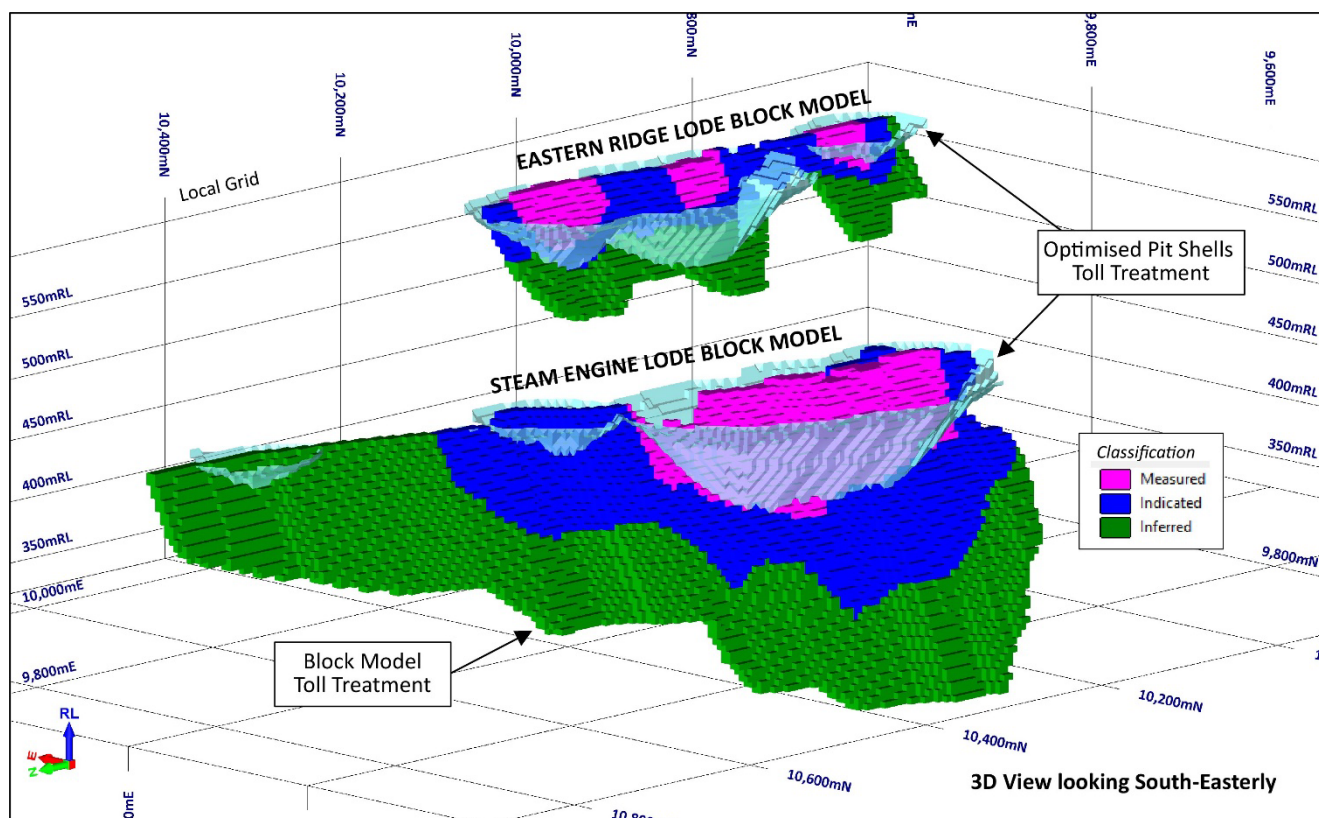 10,400mN
10,200mN
10,000mN
800mN
mE
9,800mE
9,600mE
Local Grid
EASTERN RIDGE LODE BLOCK MODEL
550mRL
500mRL
450mRL
400mRL
350mRL
550mRL
500mRL
450mRL
400mRL
350mRL
Optimised Pit Shells
Toll Treatment
STEAM ENGINE LODE BLOCK MODEL
Classification
Measured
Indicated
Inferred
10,000mE
9,800mE
9,800mN
10,200mN
10,400mN
10,600mN
Block Model
Toll Treatment
RL
E
N
3D View looking South-Easterly